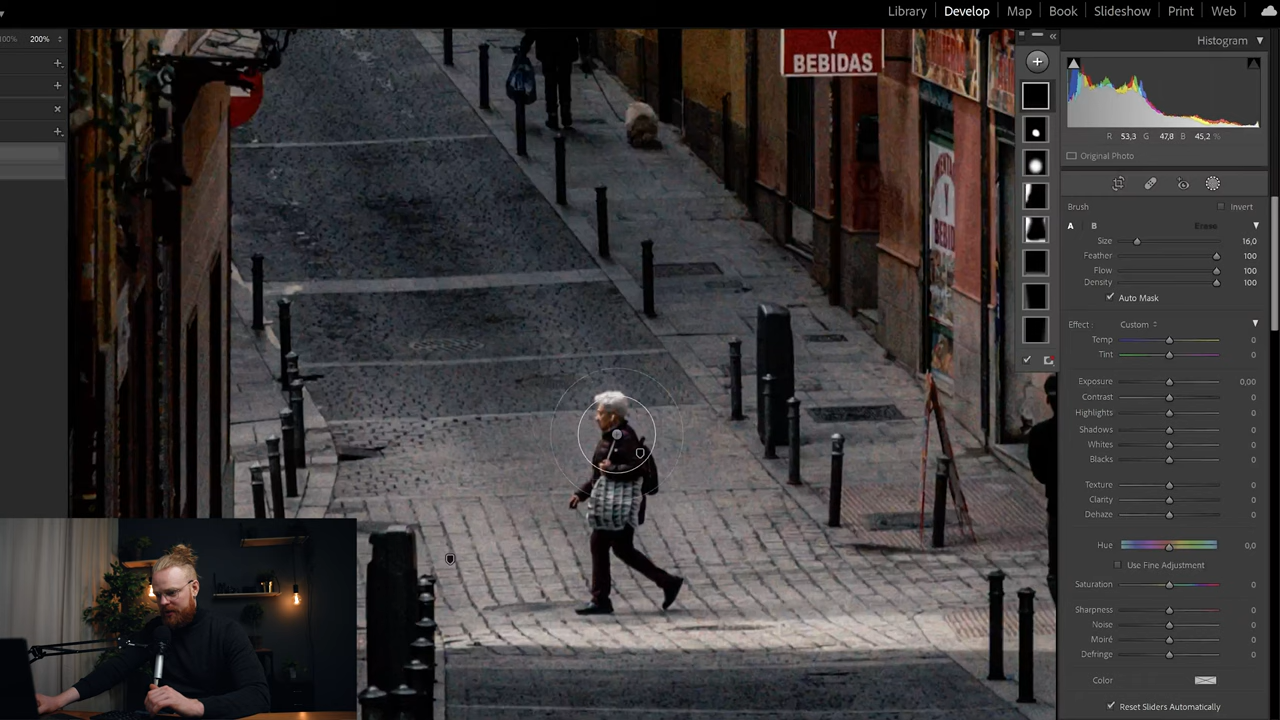 Library Develop Map Book Slideshow Print Web
Histogram
200%
Y
BEBIDAS
R 53,3 G 47,8 B 45,2 %
Original Photo
Brush Invert
A B Erase
Size 16,0
Feather 100
Flow 100
Density 100
Auto Mask
Effect : Custom
Temp 0
Tint 0
Exposure 0,00
Contrast 0
Highlights 0
Shadows 0
Whites 0
Blacks 0
Texture 0
Clarity 0
Dehaze 0
Hue 0,0
Use Fine Adjustment
Saturation 0
Sharpness 0
Noise 0
Moiré 0
Defringe 0
Color
Reset Sliders Automatically